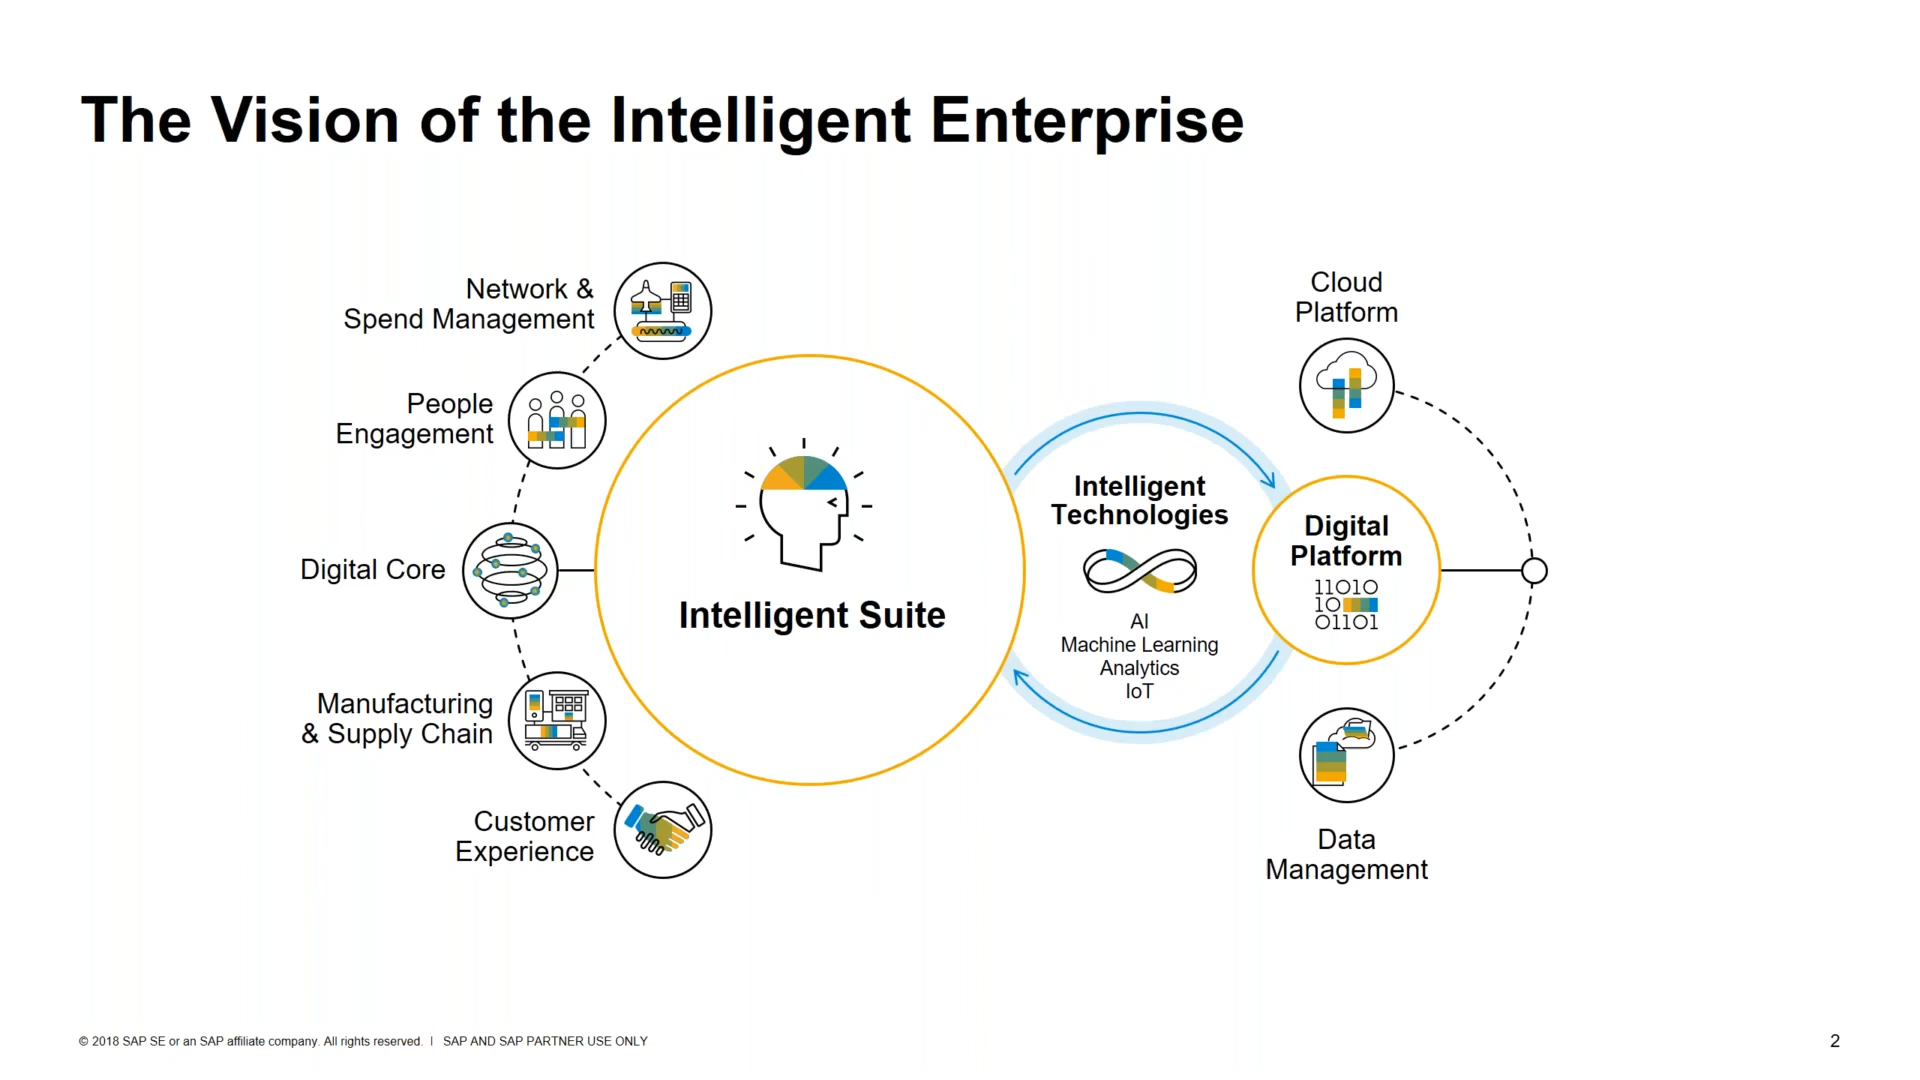 The Vision of the Intelligent Enterprise
Network &
Spend Management
People
Engagement
Digital Core
Manufacturing
& Supply Chain
Customer
Experience
Intelligent Suite
Intelligent
Technologies
AI
Machine Learning
Analytics
IoT
Cloud
Platform
Digital
Platform
11010
10
01101
Data
Management
© 2018 SAP SE or an SAP affiliate company. All rights reserved. | SAP AND SAP PARTNER USE ONLY
2